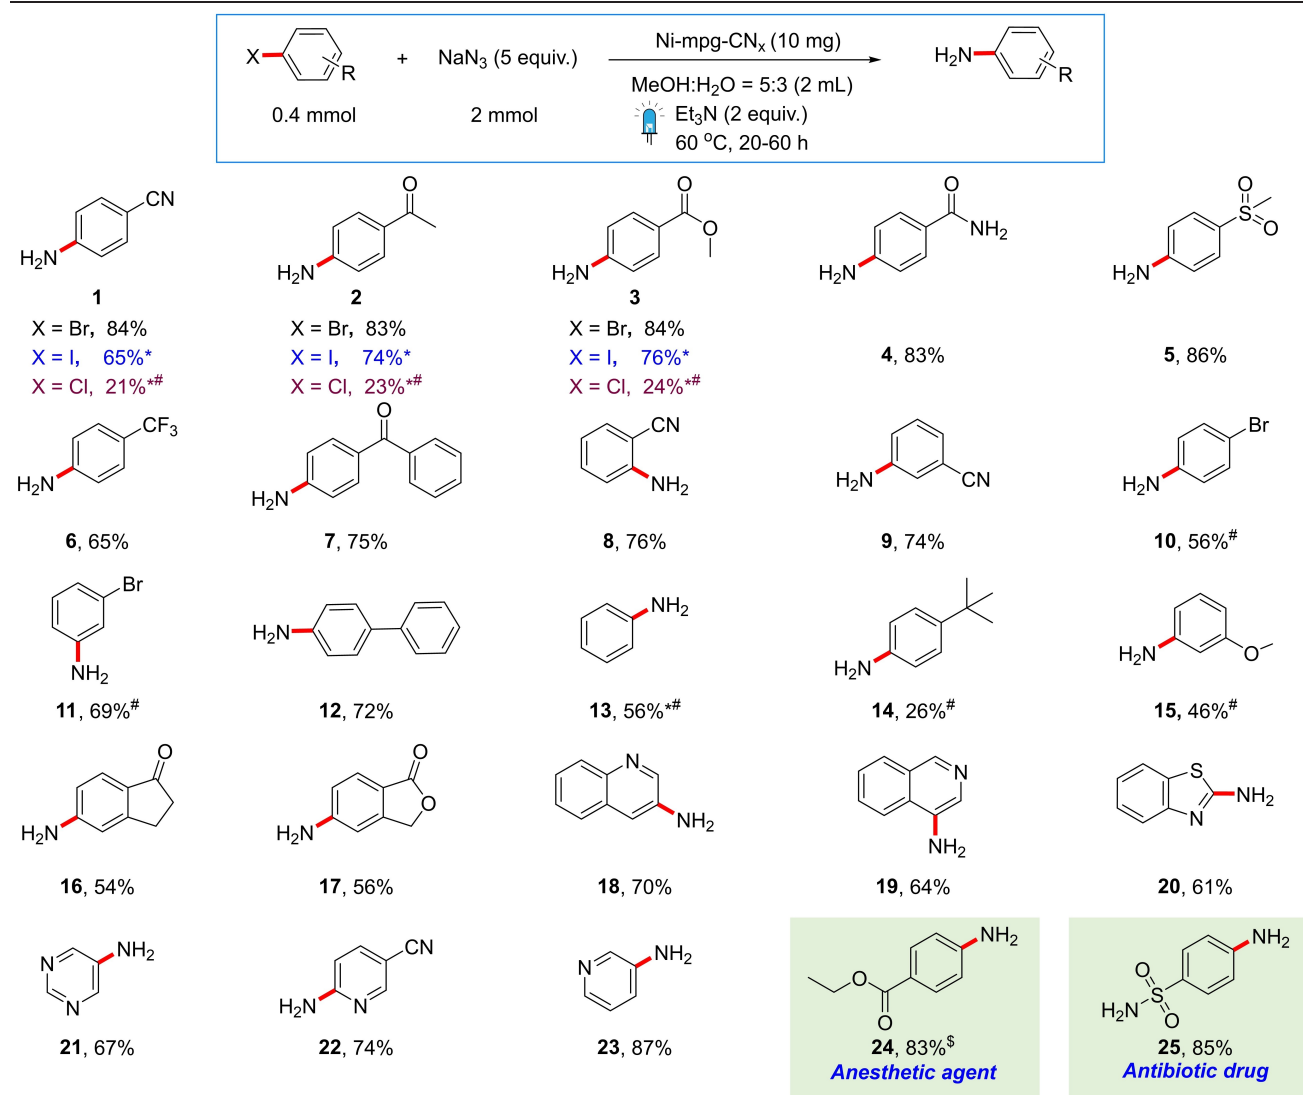 X
R
+
NaN3 (5 equiv.)
Ni-mpg-CNx (10 mg)
H2N
R
MeOH:H2O = 5:3 (2 mL)
0.4 mmol
2 mmol
Et3N (2 equiv.)
60 oC, 20-60 h
H2N CN
H2N O
H2N O O
H2N O NH2
H2N O S O
1
2
3
X = Br, 84%
X = Br, 83%
X = Br, 84%
X = I, 65%*
X = I, 74%*
X = I, 76%*
4, 83%
5, 86%
X = Cl, 21%*#
X = Cl, 23%*#
X = Cl, 24%*#
H2N CF3
H2N O
CN NH2
H2N CN
H2N Br
6, 65%
7, 75%
8, 76%
9, 74%
10, 56%#
Br NH2
H2N
NH2
H2N
H2N O
11, 69%#
12, 72%
13, 56%*#
14, 26%#
15, 46%#
H2N O
H2N O O
N NH2
N NH2
S N NH2
16, 54%
17, 56%
18, 70%
19, 64%
20, 61%
N N NH2
H2N N CN
N NH2
O O NH2
H2N O S O NH2
21, 67%
22, 74%
23, 87%
24, 83%$
25, 85%
Anesthetic agent
Antibiotic drug